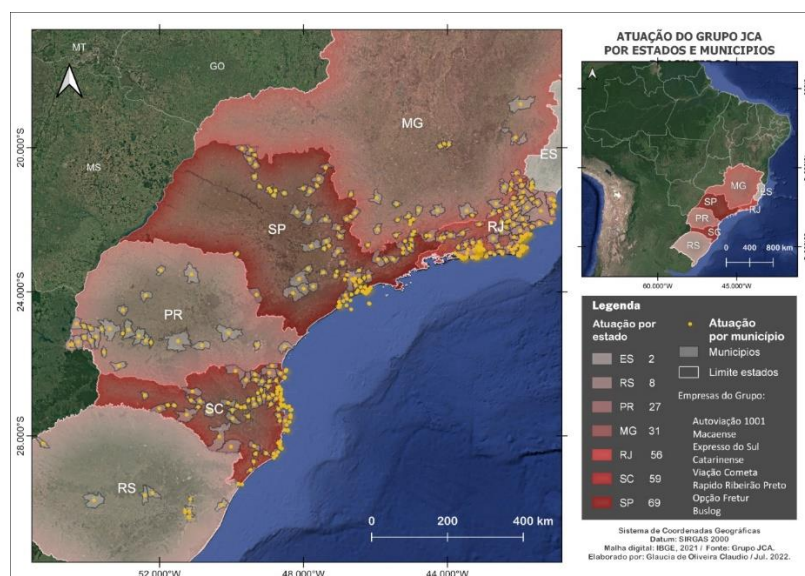 MT
GO
MS
MG
ES
SP
RJ
PR
SC
RS
20.000°S
24.000°S
28.000°S
52.000°W
48.000°W
44.000°W
0 200 400 km
ATUAÇÃO DO GRUPO JCA
POR ESTADOS E MUNICIPIOS
MG
ES
SP
RJ
PR
SC
RS
0 400 800 km
60.000°W
45.000°W
Legenda
Atuação por
estado
ES 2
RS 8
PR 27
MG 31
RJ 56
SC 59
SP 69
Atuação
por município
Municípios
Limite estados
Empresas do Grupo:
Autoviação 1001
Macaense
Expresso do Sul
Catarinense
Viação Cometa
Rapido Ribeirão Preto
Opção Fretur
Buslog
Sistema de Coordenadas Geográficas
Datum: SIRGAS 2000
Malha digital: IBGE, 2021 / Fonte: Grupo JCA.
Elaborado por: Glaucia de Oliveira Claudio / Jul. 2022.